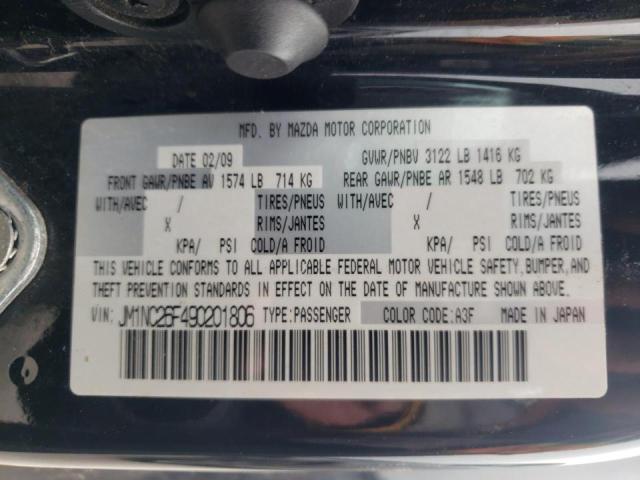 MFD. BY MAZDA MOTOR CORPORATION
DATE 02/09 GVWR/PNBV 3122 LB 1416 KG
FRONT GAWR/PNBE AV 1574 LB 714 KG REAR GAWR/PNBE AR 1548 LB 702 KG
WITH/AVEC / TIRES/PNEUS WITH/AVEC / TIRES/PNEUS
X RIMS/JANTES X RIMS/JANTES
KPA/ PSI COLD/A FROID KPA/ PSI COLD/A FROID
THIS VEHICLE CONFORMS TO ALL APPLICABLE FEDERAL MOTOR VEHICLE SAFETY, BUMPER, AND
THEFT PREVENTION STANDARDS IN EFFECT ON THE DATE OF MANUFACTURE SHOWN ABOVE.
VIN: JM1NC25F490201806 TYPE:PASSENGER COLOR CODE:A3F MADE IN JAPAN